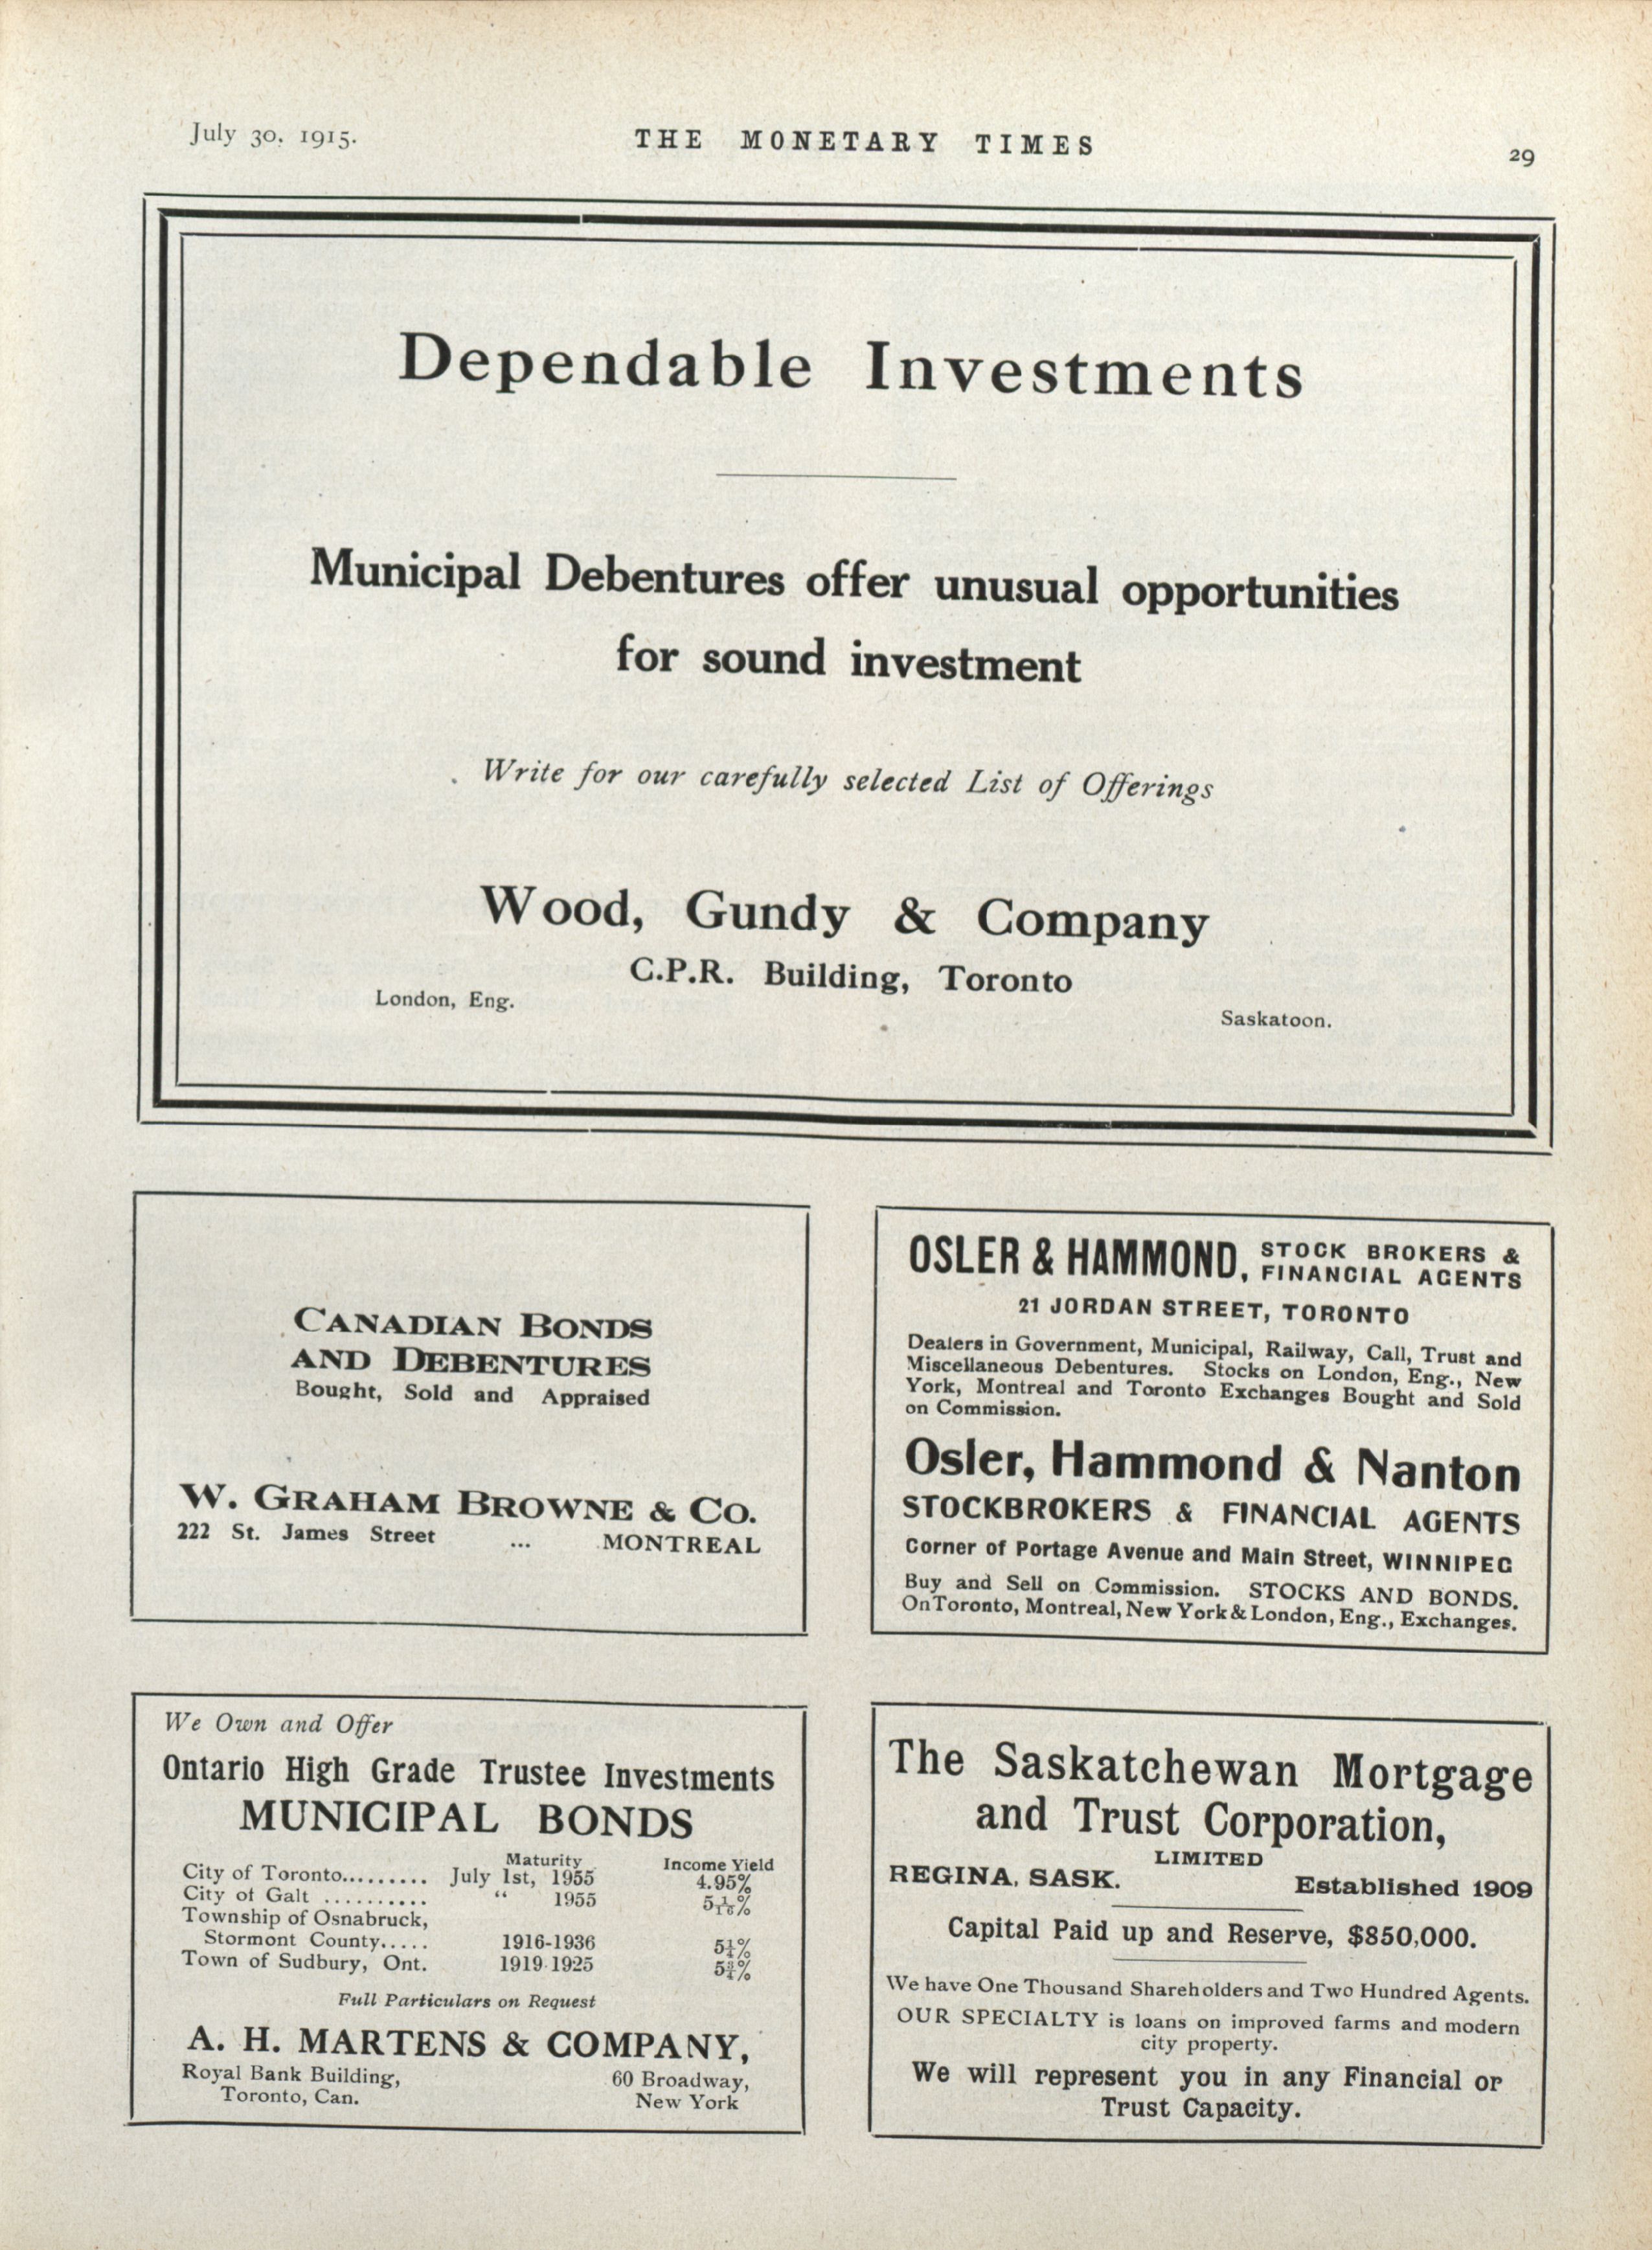 July 30, 1915.
THE MONETARY TIMES
29
Dependable Investments
Municipal Debentures offer unusual opportunities
for sound investment
Write for our carefully selected List of Offerings
Wood, Gundy & Company
C.P.R. Building, Toronto
London, Eng.
Saskatoon.
CANADIAN BONDS
AND DEBENTURES
Bought, Sold and Appraised
W. GRAHAM BROWNE & CO.
222 St. James Street ... MONTREAL
OSLER & HAMMOND, STOCK BROKERS &
FINANCIAL AGENTS
21 JORDAN STREET, TORONTO
Dealers in Government, Municipal, Railway, Call, Trust and
Miscellaneous Debentures. Stocks on London, Eng., New
York, Montreal and Toronto Exchanges Bought and Sold
on Commission.
Osler, Hammond & Nanton
STOCKBROKERS & FINANCIAL AGENTS
Corner of Portage Avenue and Main Street, WINNIPEG
Buy and Sell on Commission. STOCKS AND BONDS.
On Toronto, Montreal, New York & London, Eng., Exchanges.
We Own and Offer
Ontario High Grade Trustee Investments
MUNICIPAL BONDS
Maturity Income Yield
City of Toronto......... July 1st, 1955 4.95%
City of Galt .......... “ 1955 5 1/16%
Township of Osnabruck,
Stormont County..... 1916-1936 5¼%
Town of Sudbury, Ont. 1919-1925 5¾%
Full Particulars on Request
A. H. MARTENS & COMPANY,
Royal Bank Building, 60 Broadway,
Toronto, Can. New York
The Saskatchewan Mortgage
and Trust Corporation,
LIMITED
REGINA, SASK. Established 1909
Capital Paid up and Reserve, $850,000.
We have One Thousand Shareholders and Two Hundred Agents.
OUR SPECIALTY is loans on improved farms and modern
city property.
We will represent you in any Financial or
Trust Capacity.